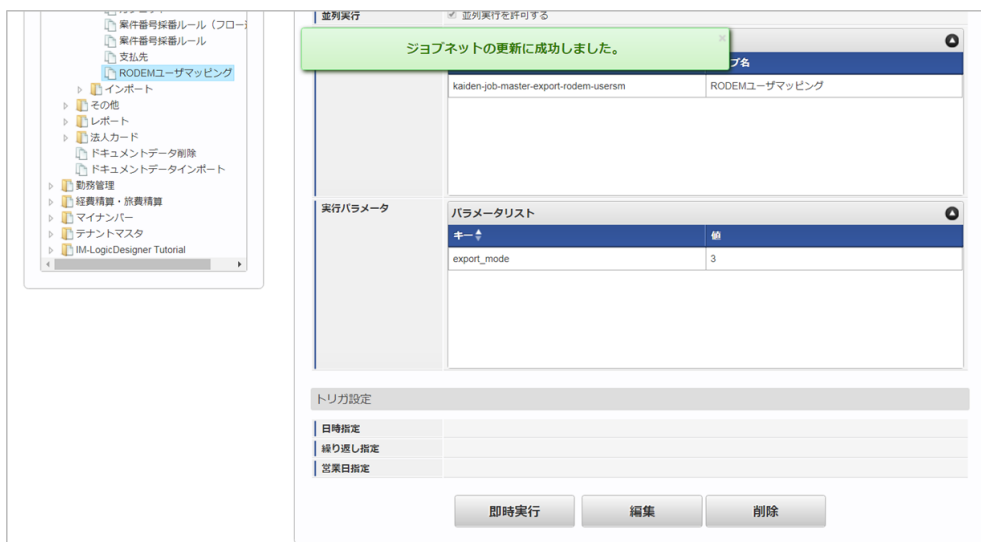 案件番号採番ルール（フロー
案件番号採番ルール
支払先
RODEMユーザマッピング
インポート
その他
レポート
法人カード
ドキュメントデータ削除
ドキュメントデータインポート
勤務管理
経費精算・旅費精算
マイナンバー
テナントマスタ
IM-LogicDesigner Tutorial
並列実行
並列実行を許可する
ジョブネットの更新に成功しました。
ブ名
kaiden-job-master-export-rodem-usersm
RODEMユーザマッピング
実行パラメータ
パラメータリスト
キー
値
export_mode
3
トリガ設定
日時指定
繰り返し指定
営業日指定
即時実行
編集
削除